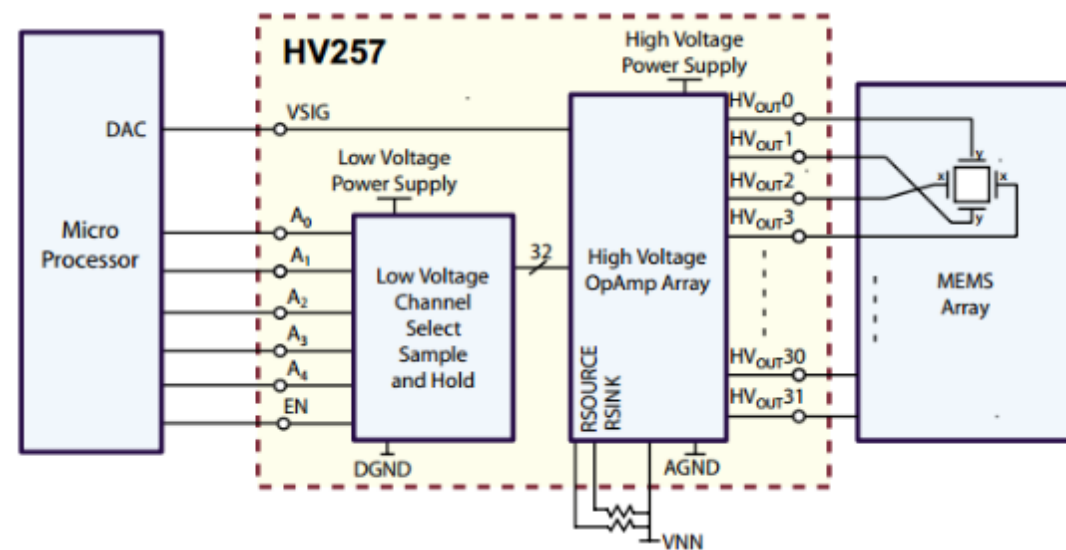 HV257
High Voltage
Power Supply
DAC
VSIG
Low Voltage
Power Supply
Micro
Processor
A0
A1
A2
A3
A4
EN
Low Voltage
Channel
Select
Sample
and Hold
DGND
32
High Voltage
OpAmp Array
RSOURCE
RSINK
AGND
VNN
HVOUT0
HVOUT1
HVOUT2
HVOUT3
HVOUT30
HVOUT31
y
x
x
y
MEMS
Array